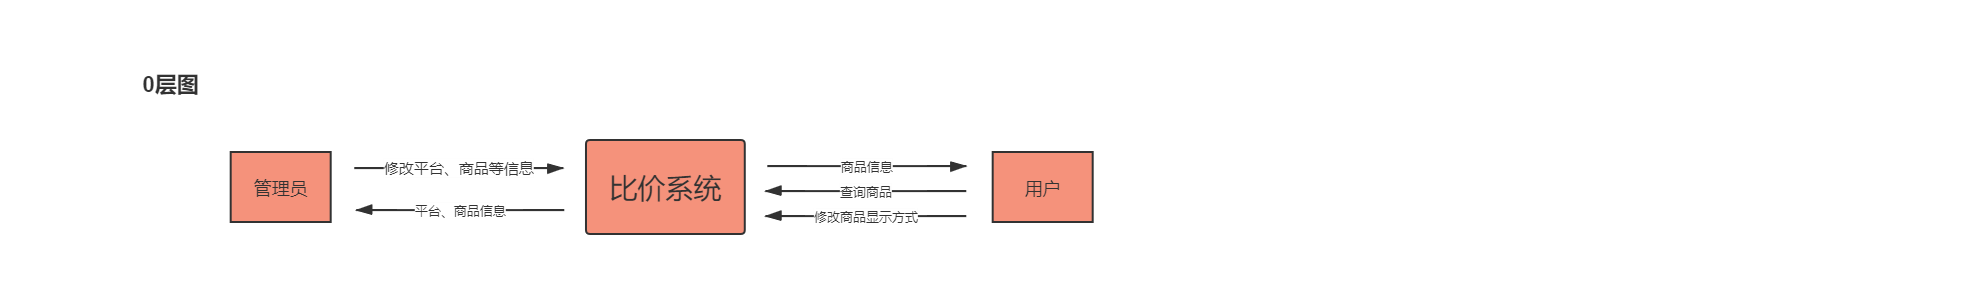 0层图
管理员
修改平台、商品等信息
平台、商品信息
比价系统
商品信息
查询商品
修改商品显示方式
用户